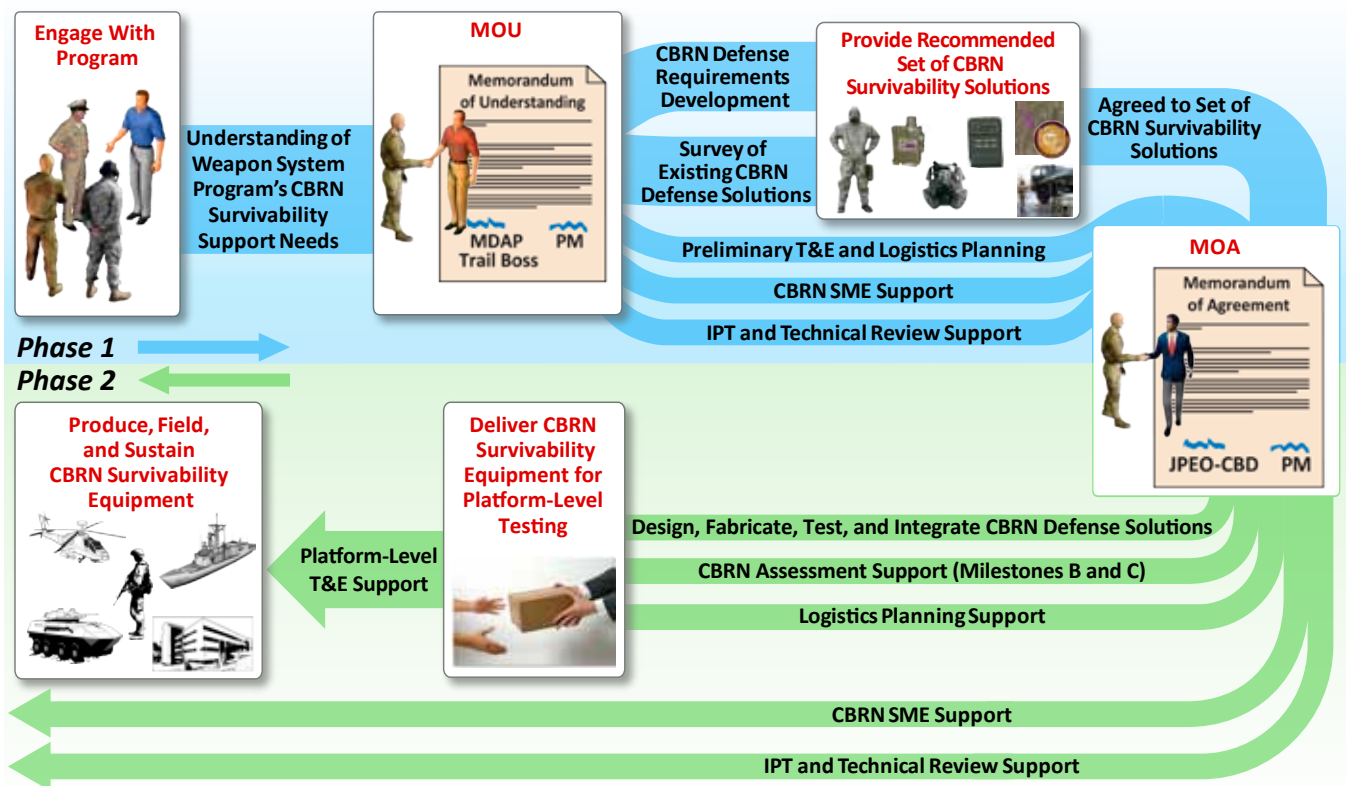 Engage With
Program
Understanding of
Weapon System
Program's CBRN
Survivability
Support Needs
MOU
Memorandum
of Understanding
MDAP
Trail Boss
PM
CBRN Defense
Requirements
Development
Survey of
Existing CBRN
Defense Solutions
Provide Recommended
Set of CBRN
Survivability Solutions
Agreed to Set of
CBRN Survivability
Solutions
Preliminary T&E and Logistics Planning
CBRN SME Support
IPT and Technical Review Support
MOA
Memorandum
of Agreement
JPEO-CBD
PM
Phase 1
Phase 2
Produce, Field,
and Sustain
CBRN Survivability
Equipment
Platform-Level
T&E Support
Deliver CBRN
Survivability
Equipment for
Platform-Level
Testing
Design, Fabricate, Test, and Integrate CBRN Defense Solutions
CBRN Assessment Support (Milestones B and C)
Logistics Planning Support
CBRN SME Support
IPT and Technical Review Support